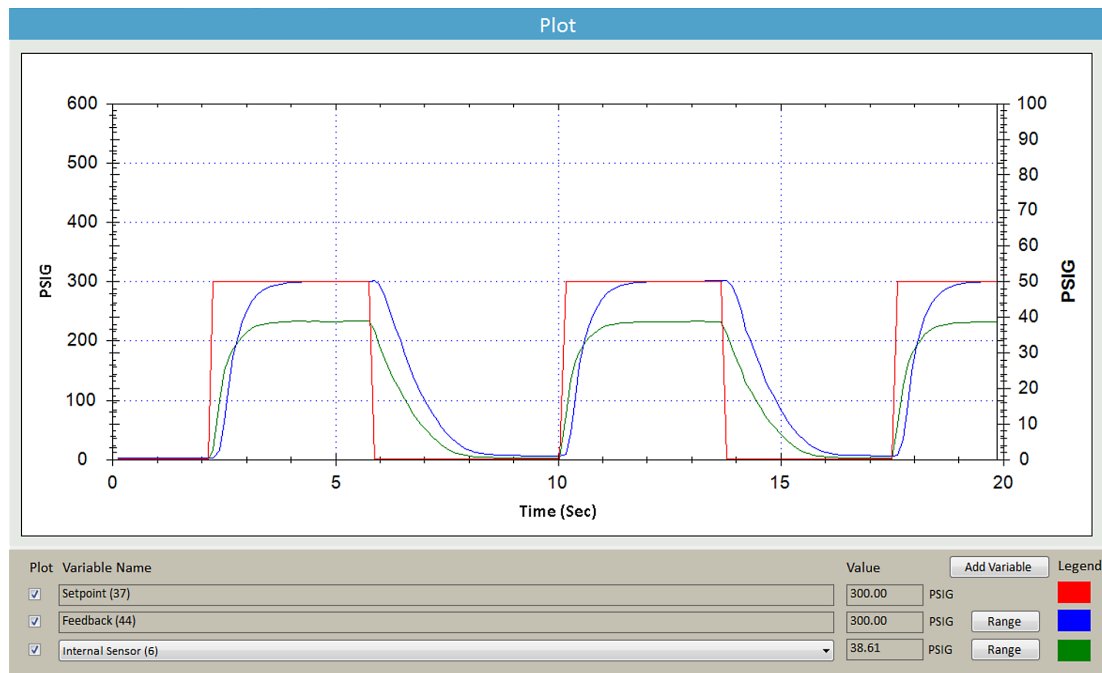 Plot
600
500
400
300
200
100
0
PSIG
100
90
80
70
60
50
40
30
20
10
0
PSIG
0 5 10 15 20
Time (Sec)
Plot Variable Name Value Add Variable Legend
Setpoint (37) 300.00 PSIG
Feedback (44) 300.00 PSIG Range
Internal Sensor (6) 38.61 PSIG Range